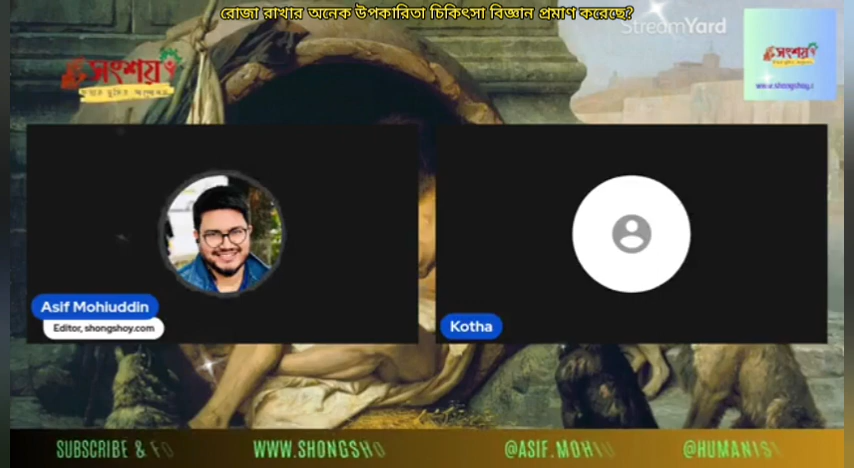 রোজা রাখার অনেক উপকারিতা চিকিৎসা বিজ্ঞান প্রমাণ করেছে?
StreamYard
সংশয়
সংশয়
Asif Mohiuddin
Editor, shongshoy.com
Kotha
SUBSCRIBE & FO
WWW.SHONGSHO
@ASIF.MOHIU
@HUMANIS